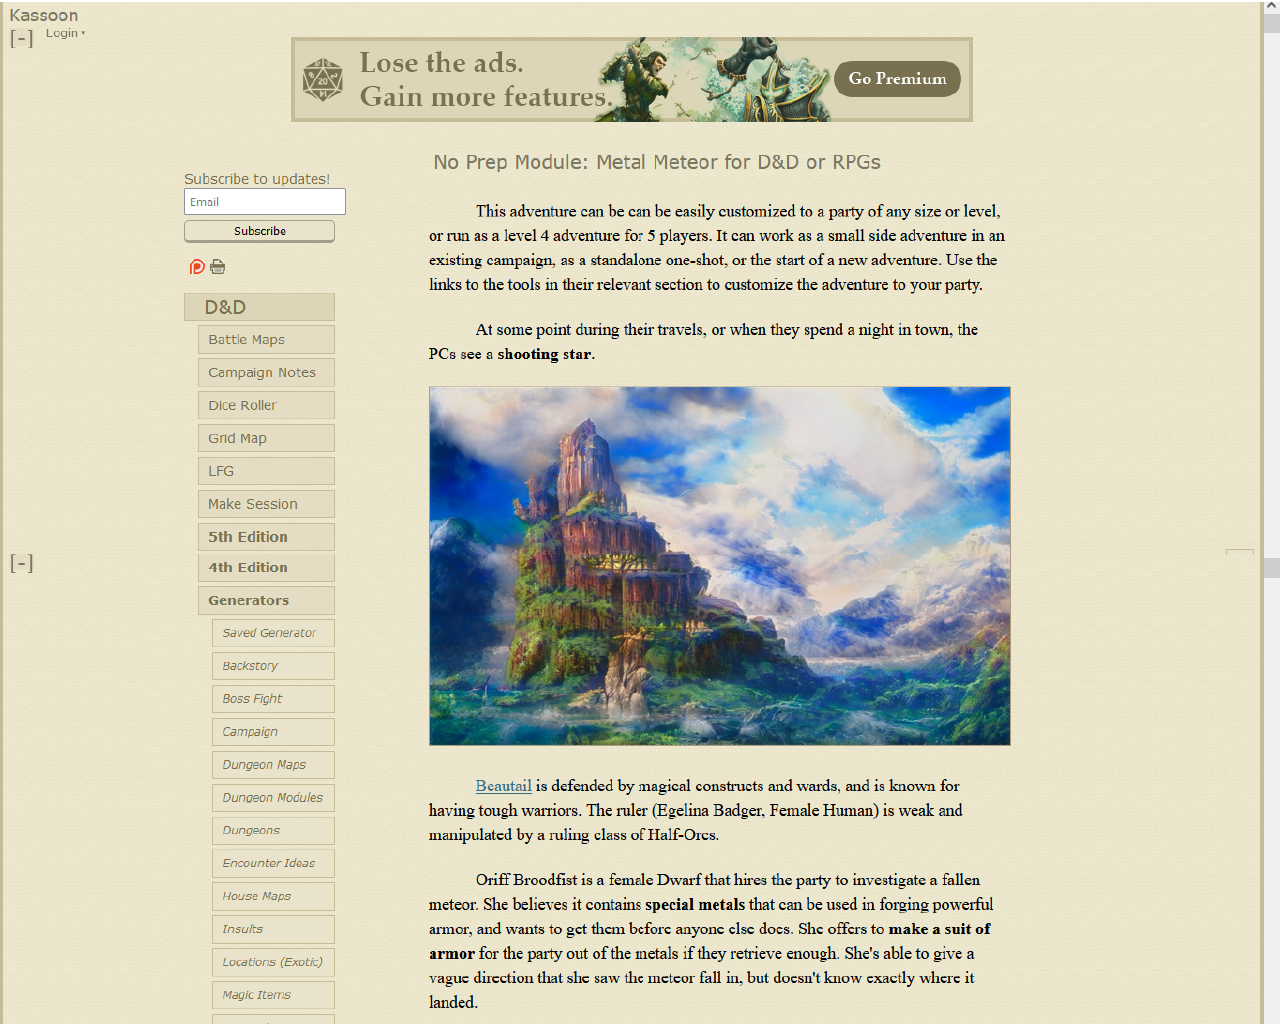 Kassoon
[-] Login ▾
Lose the ads.
Gain more features.
Go Premium
20
No Prep Module: Metal Meteor for D&D or RPGs
Subscribe to updates!
Email
Subscribe
D&D
Battle Maps
Campaign Notes
Dice Roller
Grid Map
LFG
Make Session
5th Edition
[-]
4th Edition
Generators
Saved Generator
Backstory
Boss Fight
Campaign
Dungeon Maps
Dungeon Modules
Dungeons
Encounter Ideas
House Maps
Insults
Locations (Exotic)
Magic Items
This adventure can be can be easily customized to a party of any size or level,
or run as a level 4 adventure for 5 players. It can work as a small side adventure in an
existing campaign, as a standalone one-shot, or the start of a new adventure. Use the
links to the tools in their relevant section to customize the adventure to your party.
At some point during their travels, or when they spend a night in town, the
PCs see a shooting star.
Beautail is defended by magical constructs and wards, and is known for
having tough warriors. The ruler (Egelina Badger, Female Human) is weak and
manipulated by a ruling class of Half-Orcs.
Oriff Broodfist is a female Dwarf that hires the party to investigate a fallen
meteor. She believes it contains special metals that can be used in forging powerful
armor, and wants to get them before anyone else does. She offers to make a suit of
armor for the party out of the metals if they retrieve enough. She's able to give a
vague direction that she saw the meteor fall in, but doesn't know exactly where it
landed.